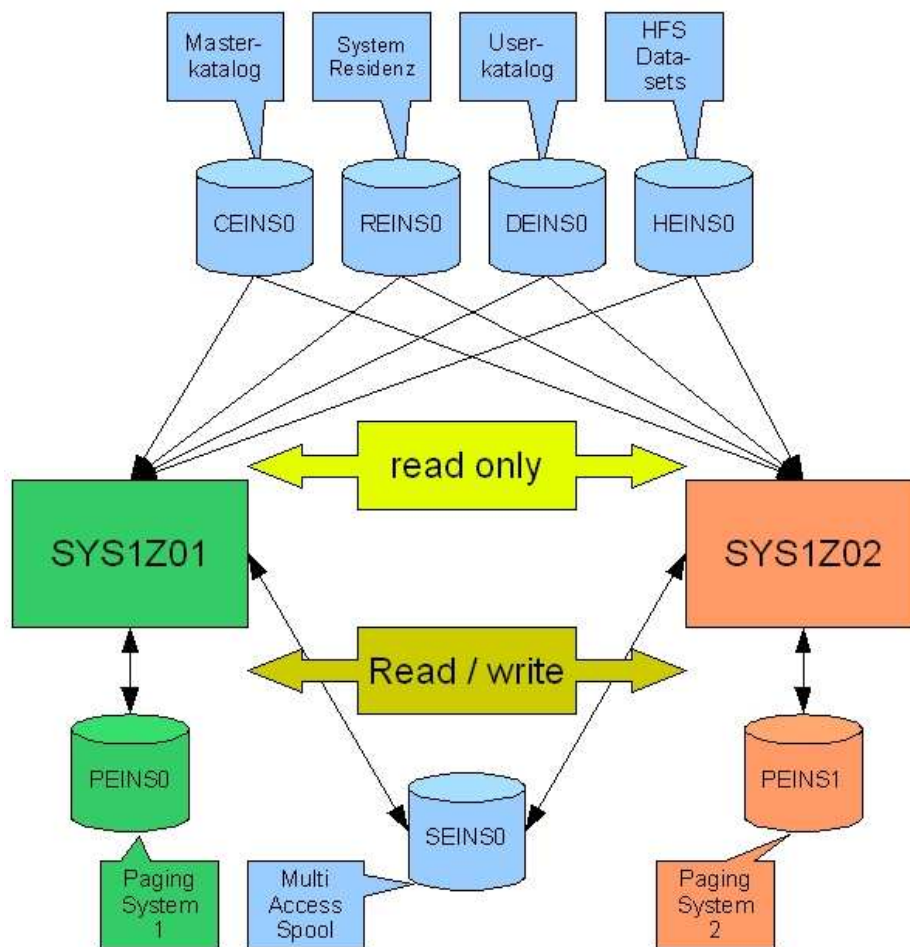 Master-
katalog
System
Residenz
User-
katalog
HFS
Data-
sets
CEINS0
REINS0
DEINS0
HEINS0
read only
SYS1Z01
SYS1Z02
Read / write
PEINS0
SEINS0
PEINS1
Paging
System
1
Multi
Access
Spool
Paging
System
2